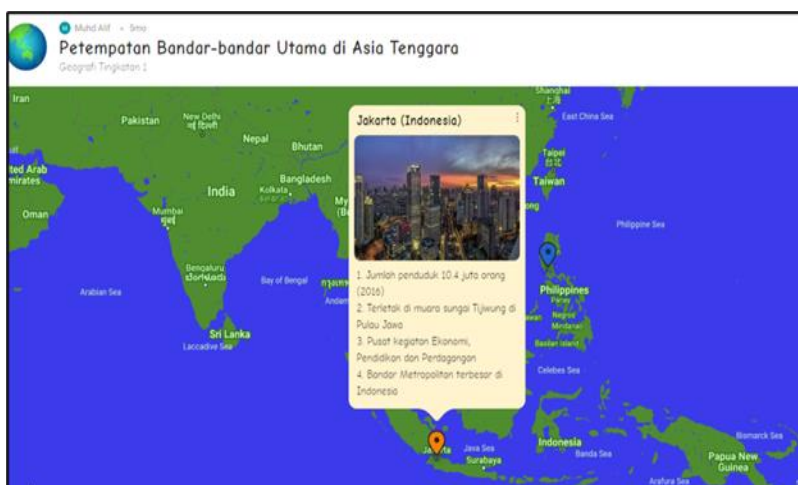 Muhd Alif • 5mo
Petempatan Bandar-bandar Utama di Asia Tenggara
Geografi Tingkatan 1
Iran
Pakistan
New Delhi
नई दिल्ली
Nepal
Bhutan
ted Arab
mirates
Oman
India
Kolkata
Bangladesh
Mumbai
Bengaluru
Arabian Sea
Bay of Bengal
Sri Lanka
Laccadive Sea
Jakarta (Indonesia)
1. Jumlah penduduk 10.4 juta orang
(2016)
2. Terletak di muara sungai Tijiwung di
Pulau Jawa
3. Pusat kegiatan Ekonomi,
Pendidikan dan Perdagangan
4. Bandar Metropolitan terbesar di
Indonesia
Shanghai
上海
East China Sea
Taipei
台北
Taiwan
Philippine Sea
Philippines
Panay
Negros
Mindanao
Basilan Island
Celebes Sea
Jakarta
Java Sea
Surabaya
Indonesia
Banda Sea
Bismarck Sea
Papua New
Guinea
Arafura Sea